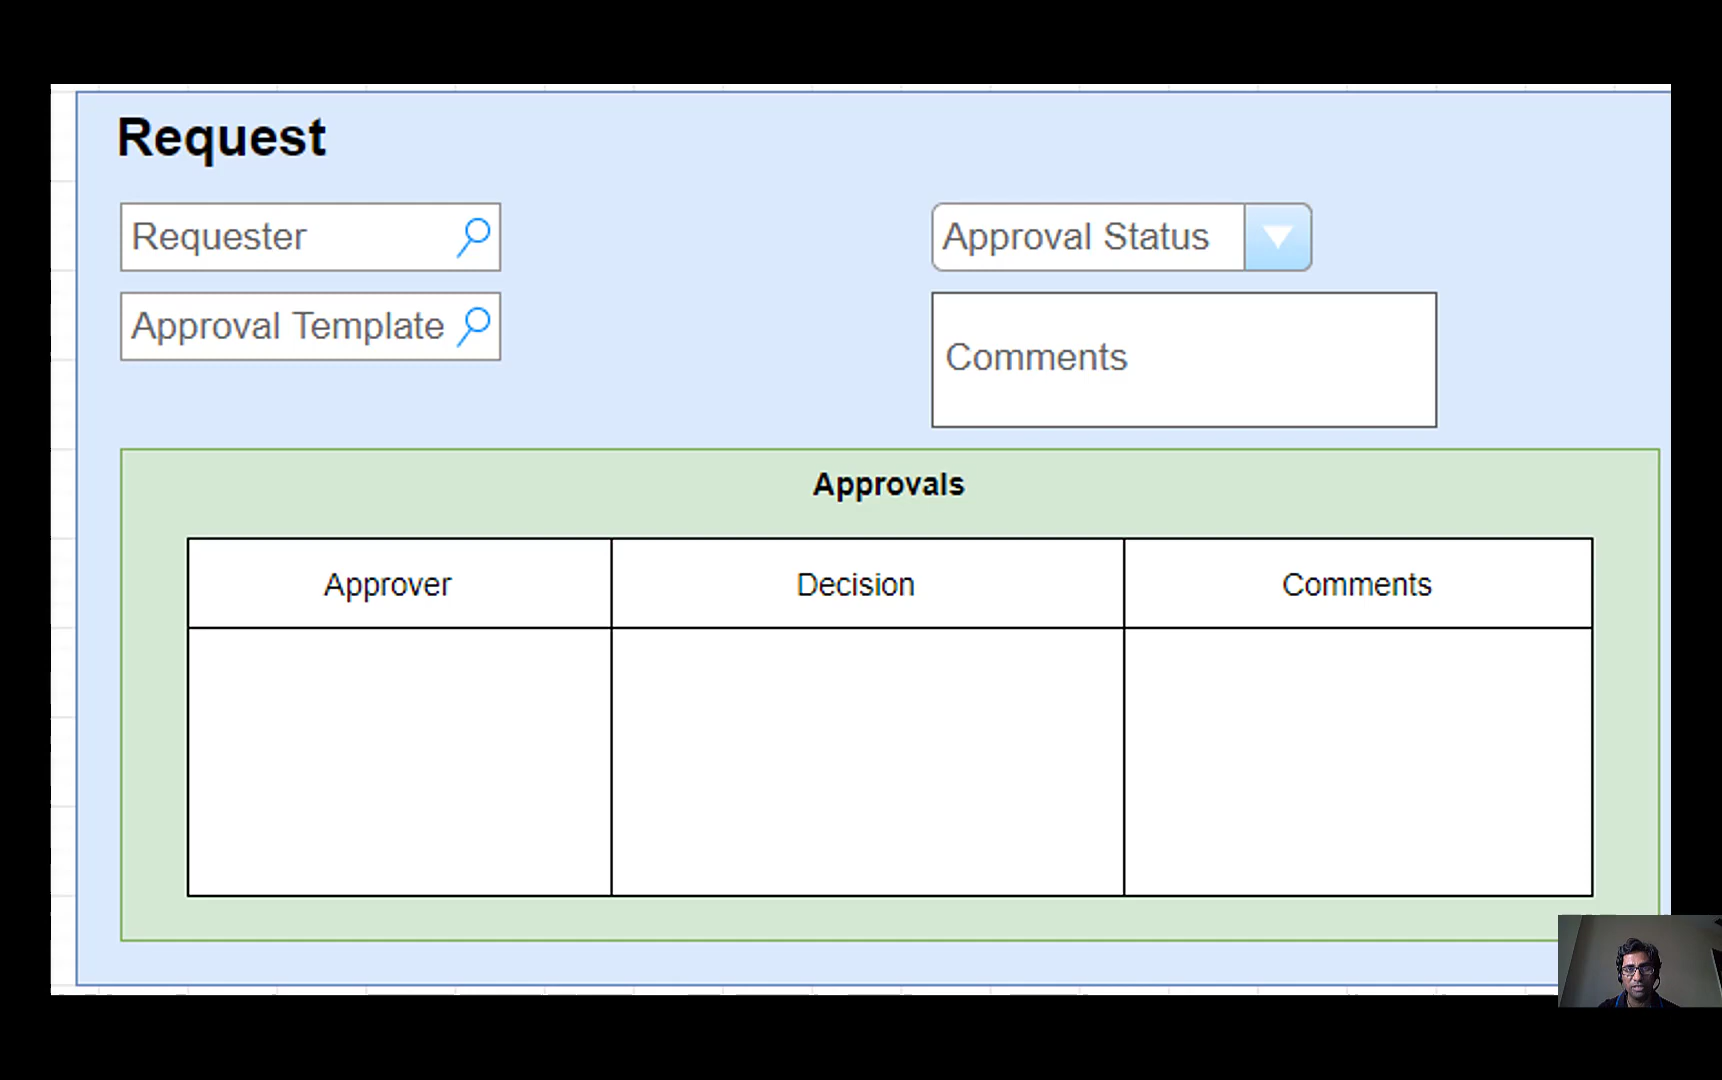 Request
Requester
Approval Status
Approval Template
Comments
Approvals
Approver
Decision
Comments